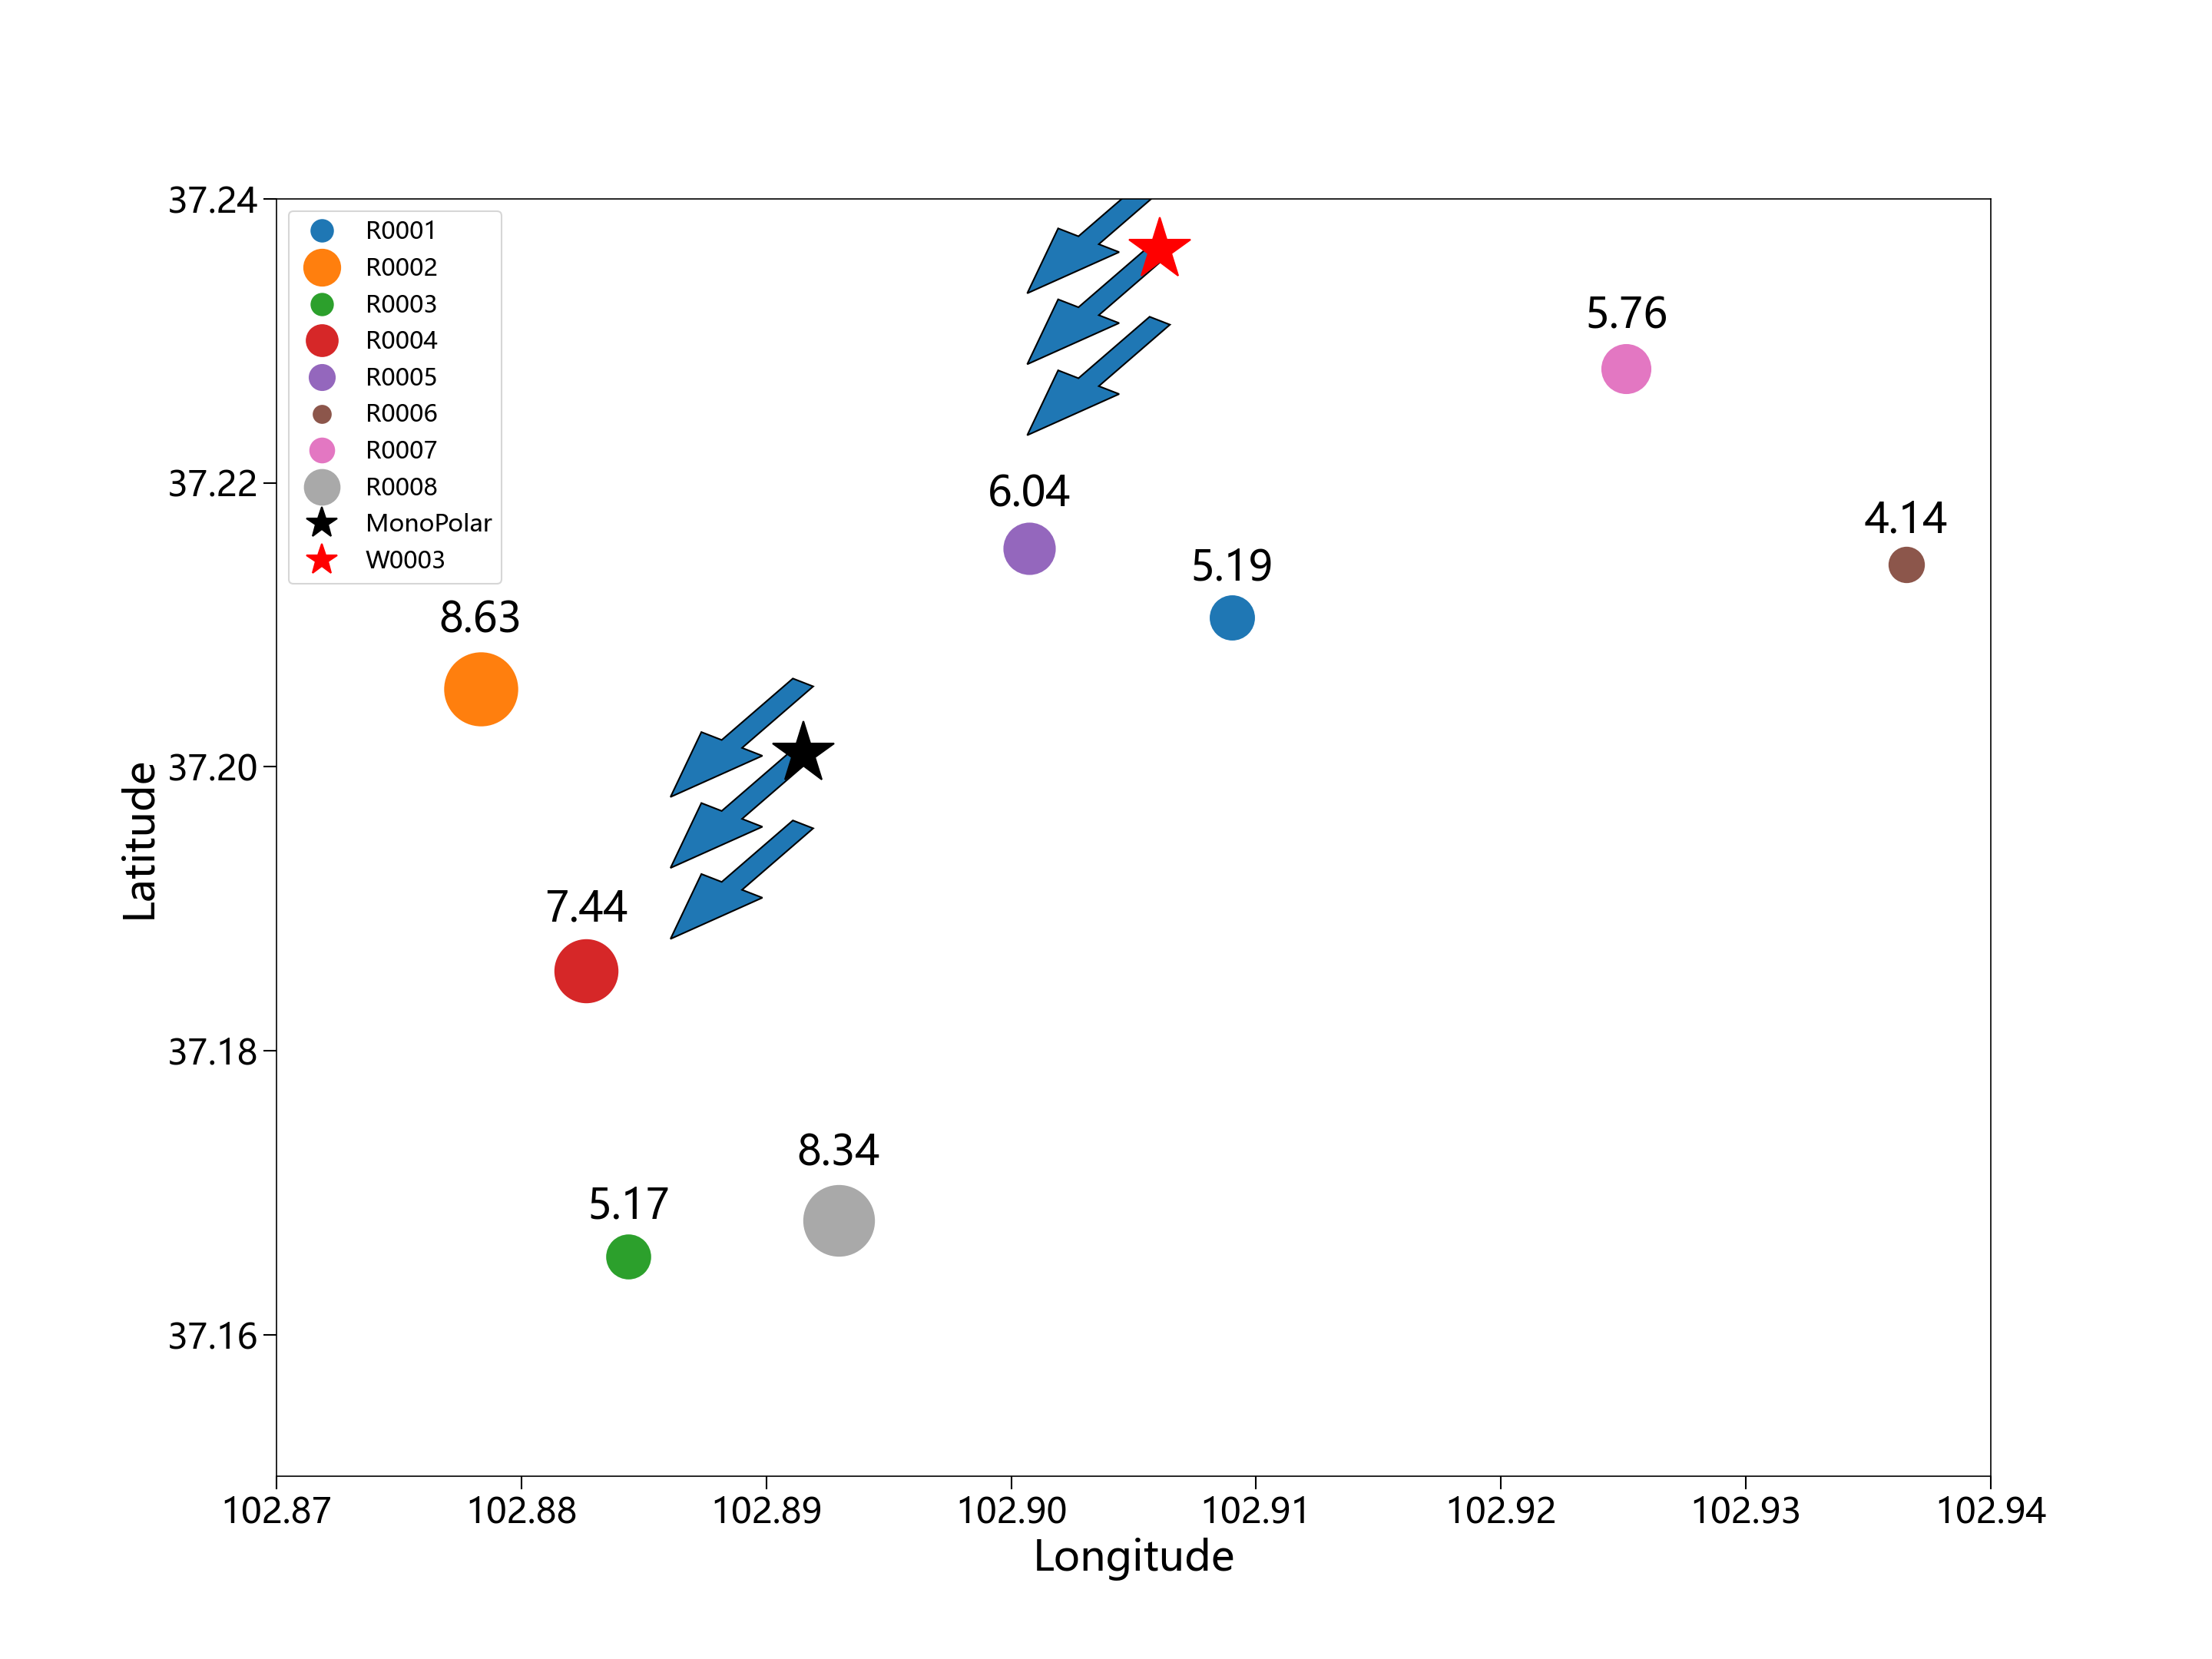 37.24
37.22
37.20
37.18
37.16
Latitude
R0001
R0002
R0003
R0004
R0005
R0006
R0007
R0008
MonoPolar
W0003
5.76
6.04
4.14
5.19
8.63
7.44
8.34
5.17
102.87 102.88 102.89 102.90 102.91 102.92 102.93 102.94
Longitude